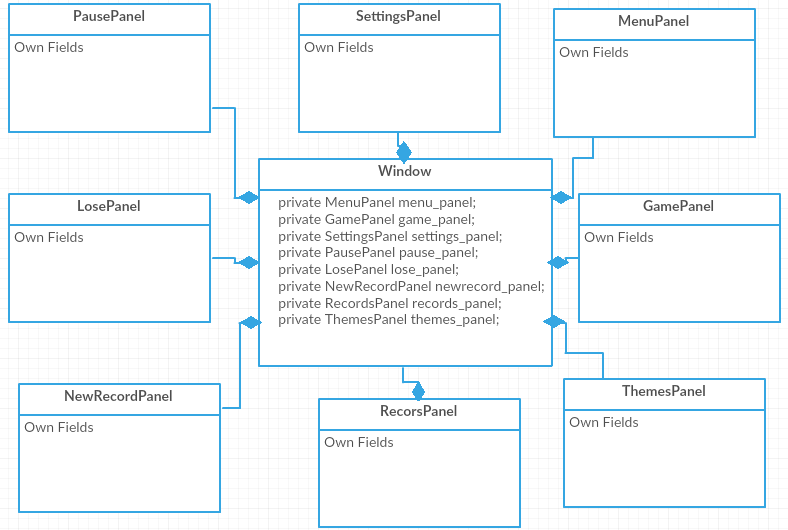 PausePanel
Own Fields
SettingsPanel
Own Fields
MenuPanel
Own Fields
Window
private MenuPanel menu_panel;
private GamePanel game_panel;
private SettingsPanel settings_panel;
private PausePanel pause_panel;
private LosePanel lose_panel;
private NewRecordPanel newrecord_panel;
private RecordsPanel records_panel;
private ThemesPanel themes_panel;
LosePanel
Own Fields
GamePanel
Own Fields
NewRecordPanel
Own Fields
RecorsPanel
Own Fields
ThemesPanel
Own Fields